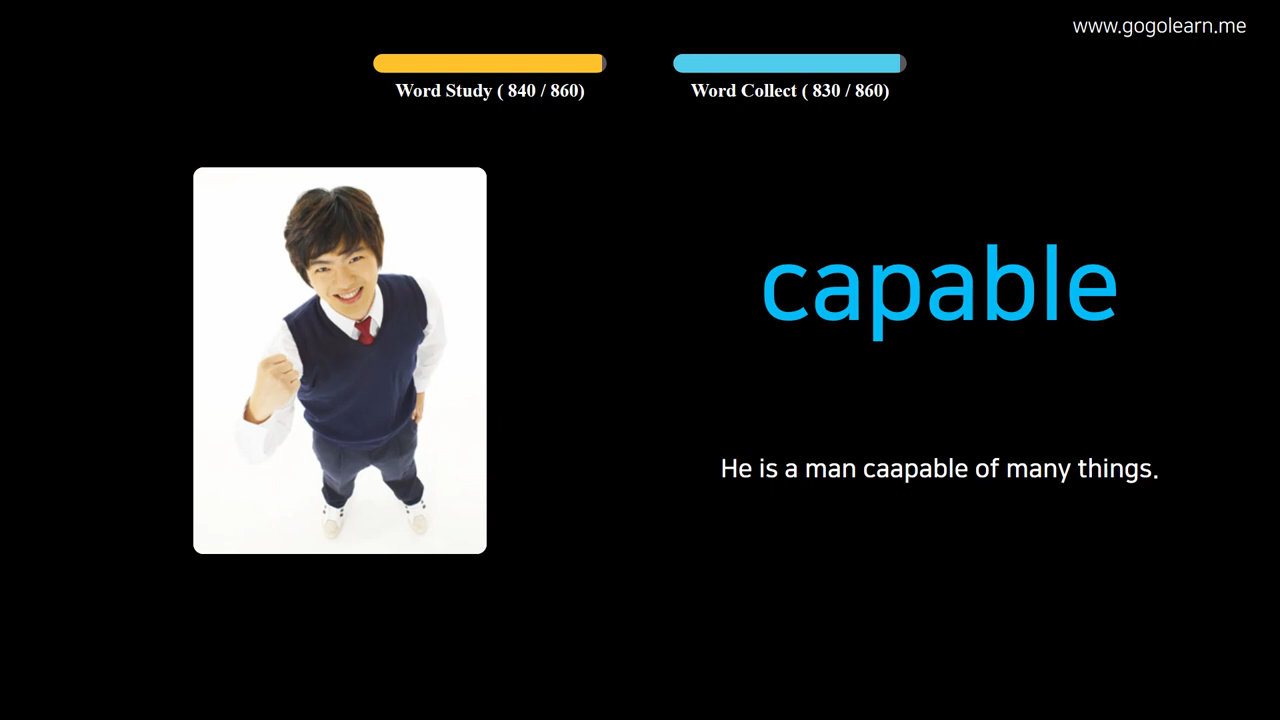 www.gogolearn.me
Word Study ( 840 / 860)
Word Collect ( 830 / 860)
capable
He is a man caapable of many things.